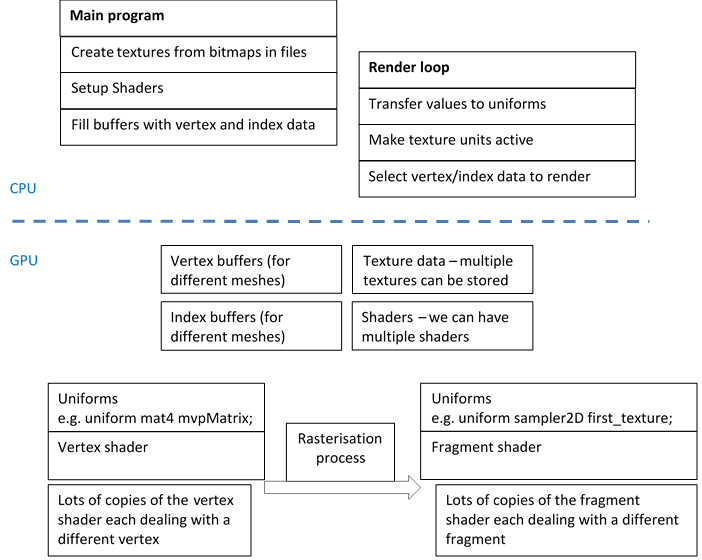 Main program
Create textures from bitmaps in files
Setup Shaders
Fill buffers with vertex and index data
Render loop
Transfer values to uniforms
Make texture units active
Select vertex/index data to render
CPU
GPU
Vertex buffers (for
different meshes)
Texture data – multiple
textures can be stored
Index buffers (for
different meshes)
Shaders – we can have
multiple shaders
Uniforms
e.g. uniform mat4 mvpMatrix;
Vertex shader
Lots of copies of the vertex
shader each dealing with a
different vertex
Rasterisation
process
Uniforms
e.g. uniform sampler2D first_texture;
Fragment shader
Lots of copies of the fragment
shader each dealing with a different
fragment